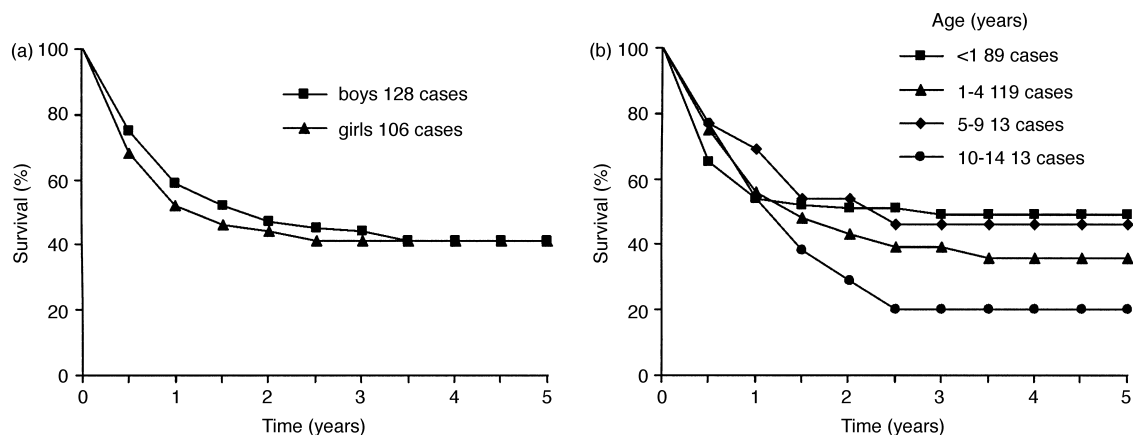 (a)
100
80
60
40
20
0
Survival (%)
0 1 2 3 4 5
Time (years)
boys 128 cases
girls 106 cases
(b)
100
80
60
40
20
0
Survival (%)
0 1 2 3 4 5
Time (years)
Age (years)
<1 89 cases
1-4 119 cases
5-9 13 cases
10-14 13 cases